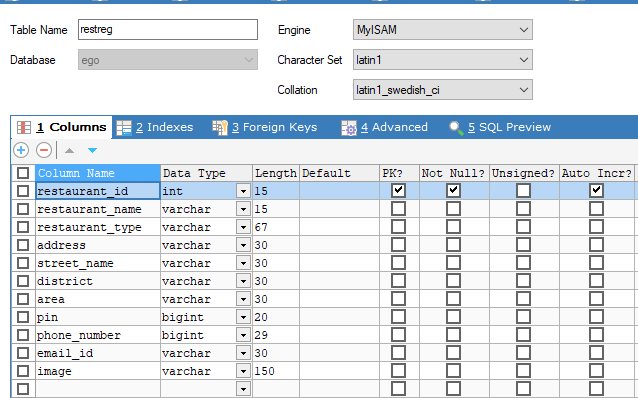 Table Name restreg Engine MyISAM
Database ego Character Set latin1
Collation latin1_swedish_ci
1 Columns 2 Indexes 3 Foreign Keys 4 Advanced 5 SQL Preview
Column Name Data Type Length Default PK? Not Null? Unsigned? Auto Incr?
restaurant_id int 15
restaurant_name varchar 15
restaurant_type varchar 67
address varchar 30
street_name varchar 30
district varchar 30
area varchar 30
pin bigint 20
phone_number bigint 29
email_id varchar 30
image varchar 150